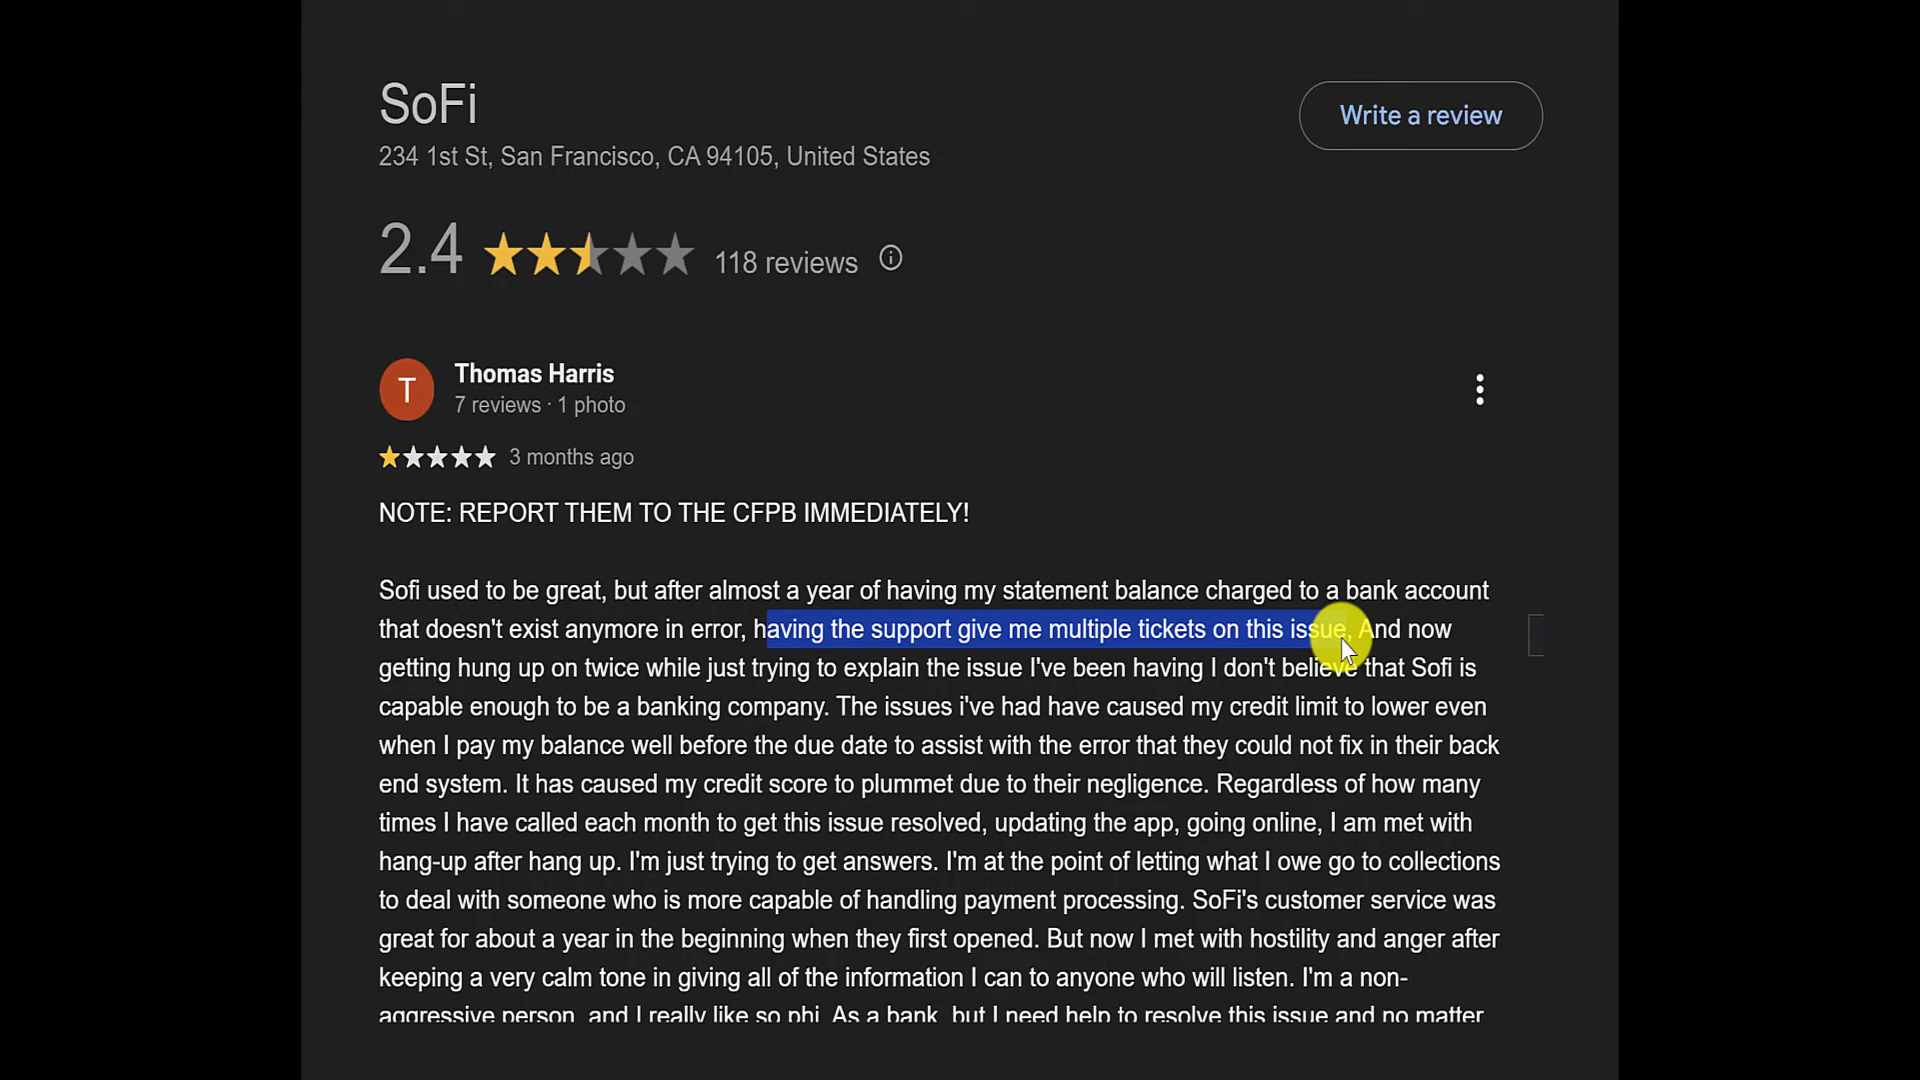 SoFi
Write a review
234 1st St, San Francisco, CA 94105, United States
2.4 118 reviews
T
Thomas Harris
7 reviews · 1 photo
3 months ago
NOTE: REPORT THEM TO THE CFPB IMMEDIATELY!
Sofi used to be great, but after almost a year of having my statement balance charged to a bank account
that doesn't exist anymore in error, having the support give me multiple tickets on this issue, And now
getting hung up on twice while just trying to explain the issue I've been having I don't believe that Sofi is
capable enough to be a banking company. The issues i've had have caused my credit limit to lower even
when I pay my balance well before the due date to assist with the error that they could not fix in their back
end system. It has caused my credit score to plummet due to their negligence. Regardless of how many
times I have called each month to get this issue resolved, updating the app, going online, I am met with
hang-up after hang up. I'm just trying to get answers. I'm at the point of letting what I owe go to collections
to deal with someone who is more capable of handling payment processing. SoFi's customer service was
great for about a year in the beginning when they first opened. But now I met with hostility and anger after
keeping a very calm tone in giving all of the information I can to anyone who will listen. I'm a non-
aggressive person, and I really like so phi. As a bank, but I need help to resolve this issue and no matter